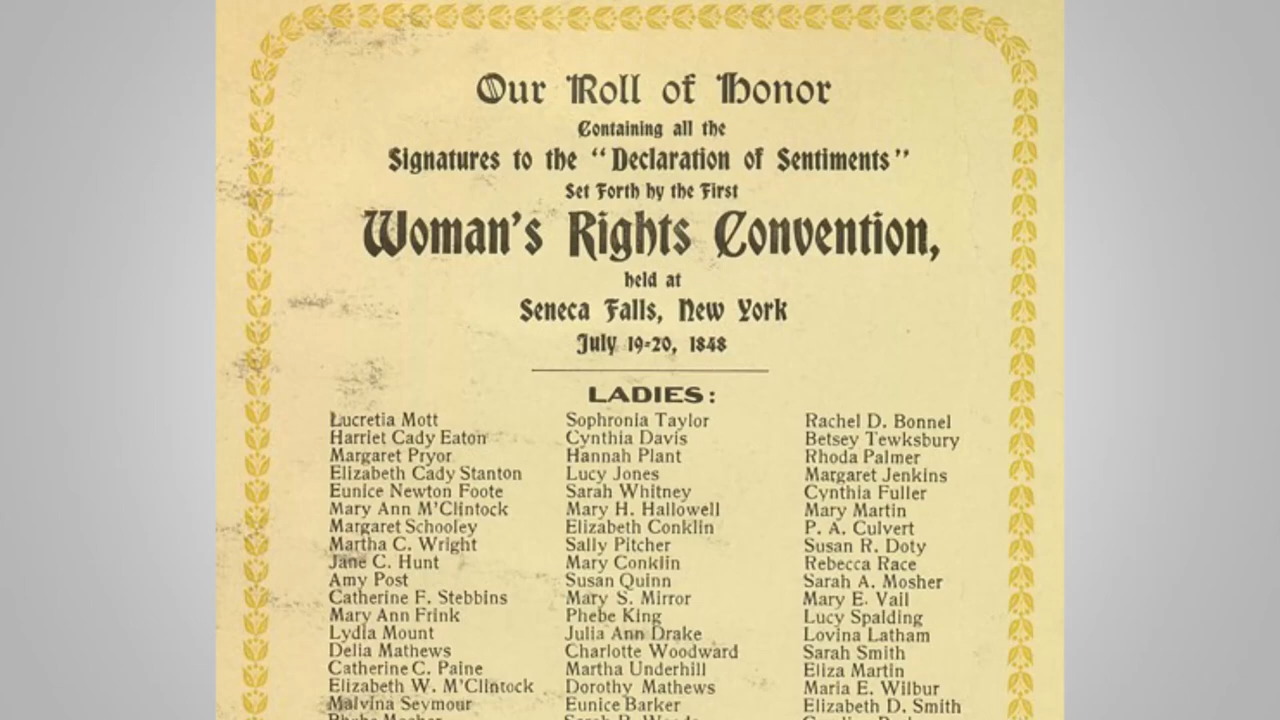 Our Roll of Honor
Containing all the
Signatures to the “Declaration of Sentiments”
Set Forth by the First
Woman's Rights Convention,
held at
Seneca Falls, New York
July 19-20, 1848
LADIES:
Lucretia Mott
Harriet Cady Eaton
Margaret Pryor
Elizabeth Cady Stanton
Eunice Newton Foote
Mary Ann M'Clintock
Margaret Schooley
Martha C. Wright
Jane C. Hunt
Amy Post
Catherine F. Stebbins
Mary Ann Frink
Lydia Mount
Delia Mathews
Catherine C. Paine
Elizabeth W. M'Clintock
Malvina Seymour
Sophronia Taylor
Cynthia Davis
Hannah Plant
Lucy Jones
Sarah Whitney
Mary H. Hallowell
Elizabeth Conklin
Sally Pitcher
Mary Conklin
Susan Quinn
Mary S. Mirror
Phebe King
Julia Ann Drake
Charlotte Woodward
Martha Underhill
Dorothy Mathews
Eunice Barker
Rachel D. Bonnel
Betsey Tewksbury
Rhoda Palmer
Margaret Jenkins
Cynthia Fuller
Mary Martin
P. A. Culvert
Susan R. Doty
Rebecca Race
Sarah A. Mosher
Mary E. Vail
Lucy Spalding
Lovina Latham
Sarah Smith
Eliza Martin
Maria E. Wilbur
Elizabeth D. Smith